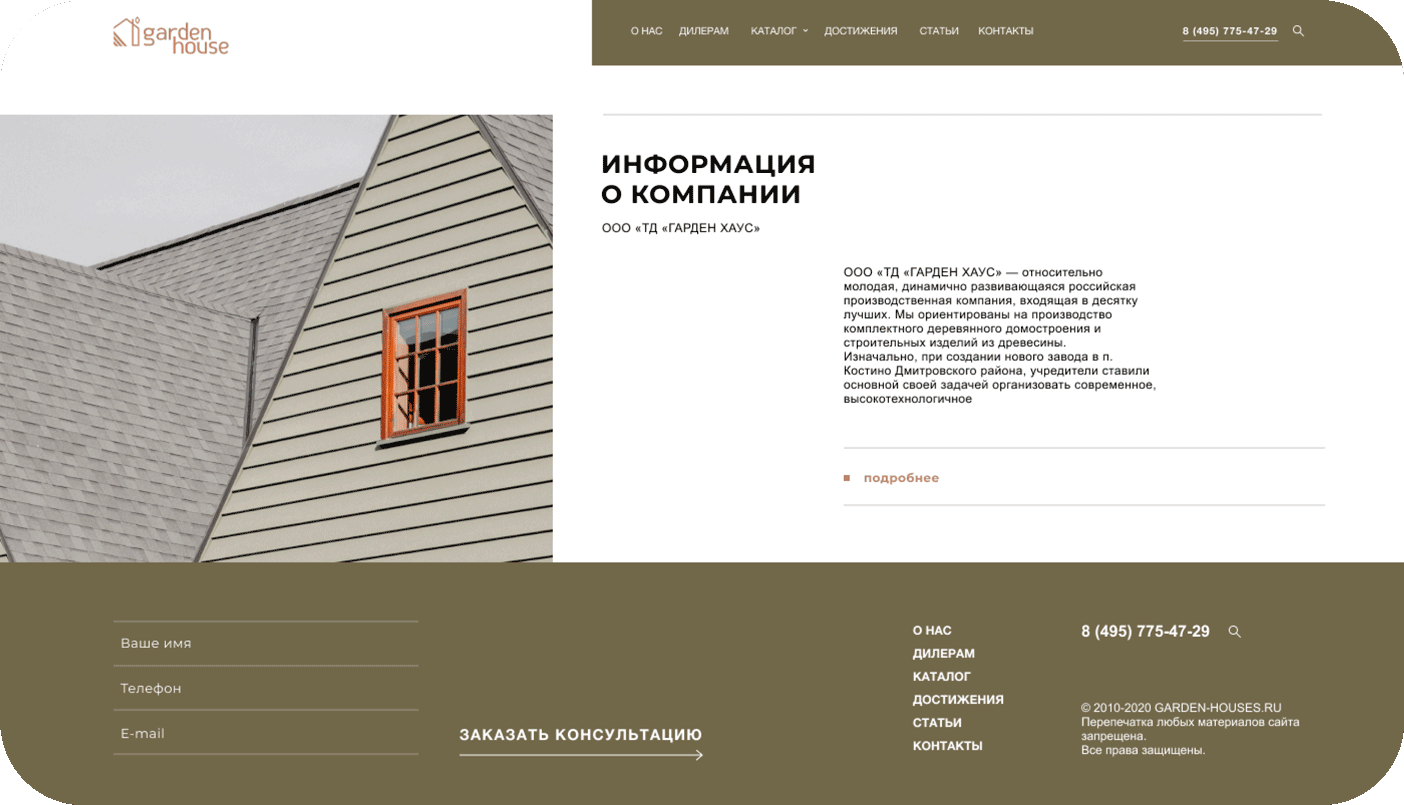 garden
house
О НАС ДИЛЕРАМ КАТАЛОГ ДОСТИЖЕНИЯ СТАТЬИ КОНТАКТЫ 8 (495) 775-47-29
ИНФОРМАЦИЯ
О КОМПАНИИ
ООО «ТД «ГАРДЕН ХАУС»
ООО «ТД «ГАРДЕН ХАУС» — относительно
молодая, динамично развивающаяся российская
производственная компания, входящая в десятку
лучших. Мы ориентированы на производство
комплектного деревянного домостроения и
строительных изделий из древесины.
Изначально, при создании нового завода в п.
Костино Дмитровского района, учредители ставили
основной своей задачей организовать современное,
высокотехнологичное
подробнее
Ваше имя
Телефон
E-mail
ЗАКАЗАТЬ КОНСУЛЬТАЦИЮ
О НАС
ДИЛЕРАМ
КАТАЛОГ
ДОСТИЖЕНИЯ
СТАТЬИ
КОНТАКТЫ
8 (495) 775-47-29
© 2010-2020 GARDEN-HOUSES.RU
Перепечатка любых материалов сайта
запрещена.
Все права защищены.